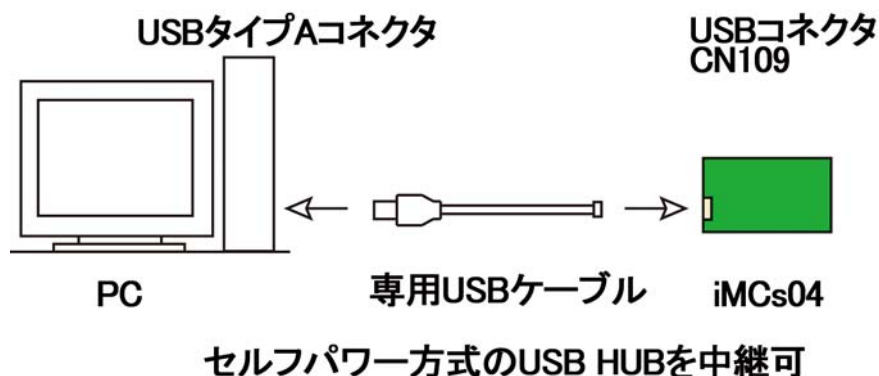 USBタイプAコネクタ
USBコネクタ
CN109
PC
専用USBケーブル
iMCs04
セルフパワー方式のUSB HUBを中継可